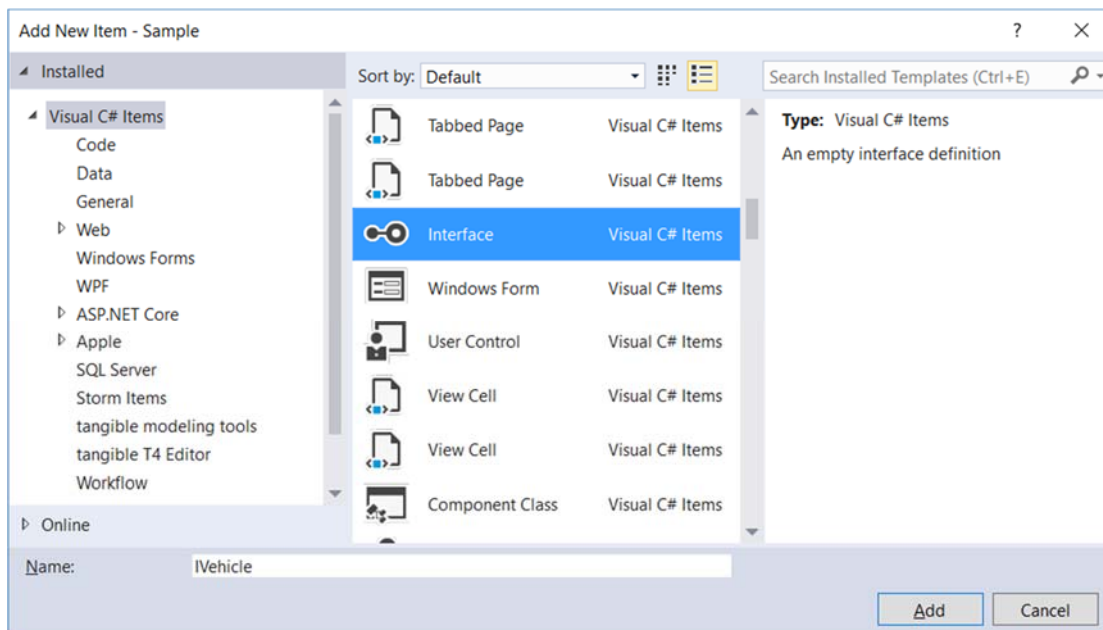 Add New Item - Sample
?
Installed
Sort by: Default
Search Installed Templates (Ctrl+E)
Visual C# Items
Code
Data
General
Web
Windows Forms
WPF
ASP.NET Core
Apple
SQL Server
Storm Items
tangible modeling tools
tangible T4 Editor
Workflow
Online
Tabbed Page Visual C# Items
Tabbed Page Visual C# Items
Interface Visual C# Items
Windows Form Visual C# Items
User Control Visual C# Items
View Cell Visual C# Items
View Cell Visual C# Items
Component Class Visual C# Items
Type: Visual C# Items
An empty interface definition
Name: IVehicle
Add Cancel